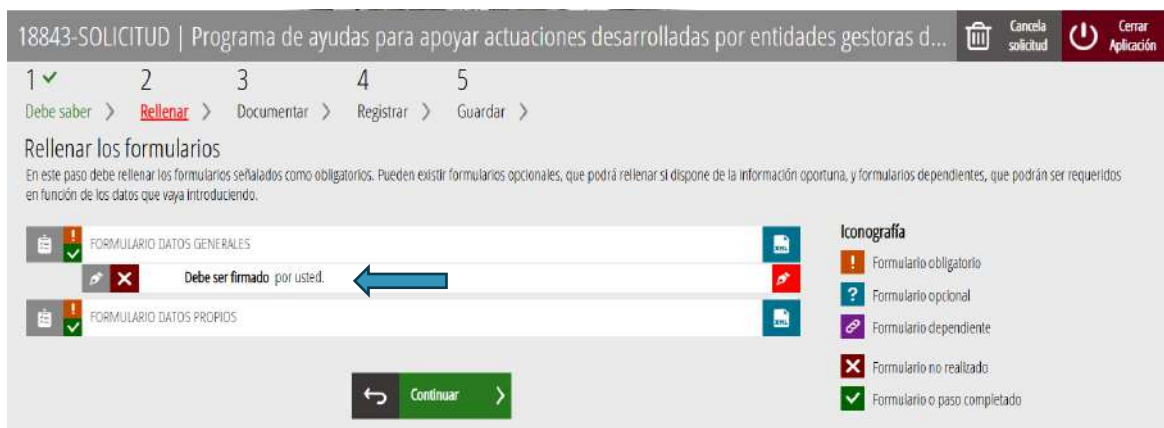 18843-SOLICITUD | Programa de ayudas para apoyar actuaciones desarrolladas por entidades gestoras d...
Cancela
solicitud
Cerrar
Aplicación
1 2 3 4 5
Debe saber > Rellenar > Documentar > Registrar > Guardar >
Rellenar los formularios
En este paso debe rellenar los formularios señalados como obligatorios. Pueden existir formularios opcionales, que podrá rellenar si dispone de la información oportuna, y formularios dependientes, que podrán ser requeridos
en función de los datos que vaya introduciendo.
FORMULARIO DATOS GENERALES
XML
Debe ser firmado por usted.
FORMULARIO DATOS PROPIOS
XML
Continuar >
Iconografía
! Formulario obligatorio
? Formulario opcional
Formulario dependiente
Formulario no realizado
Formulario o paso completado